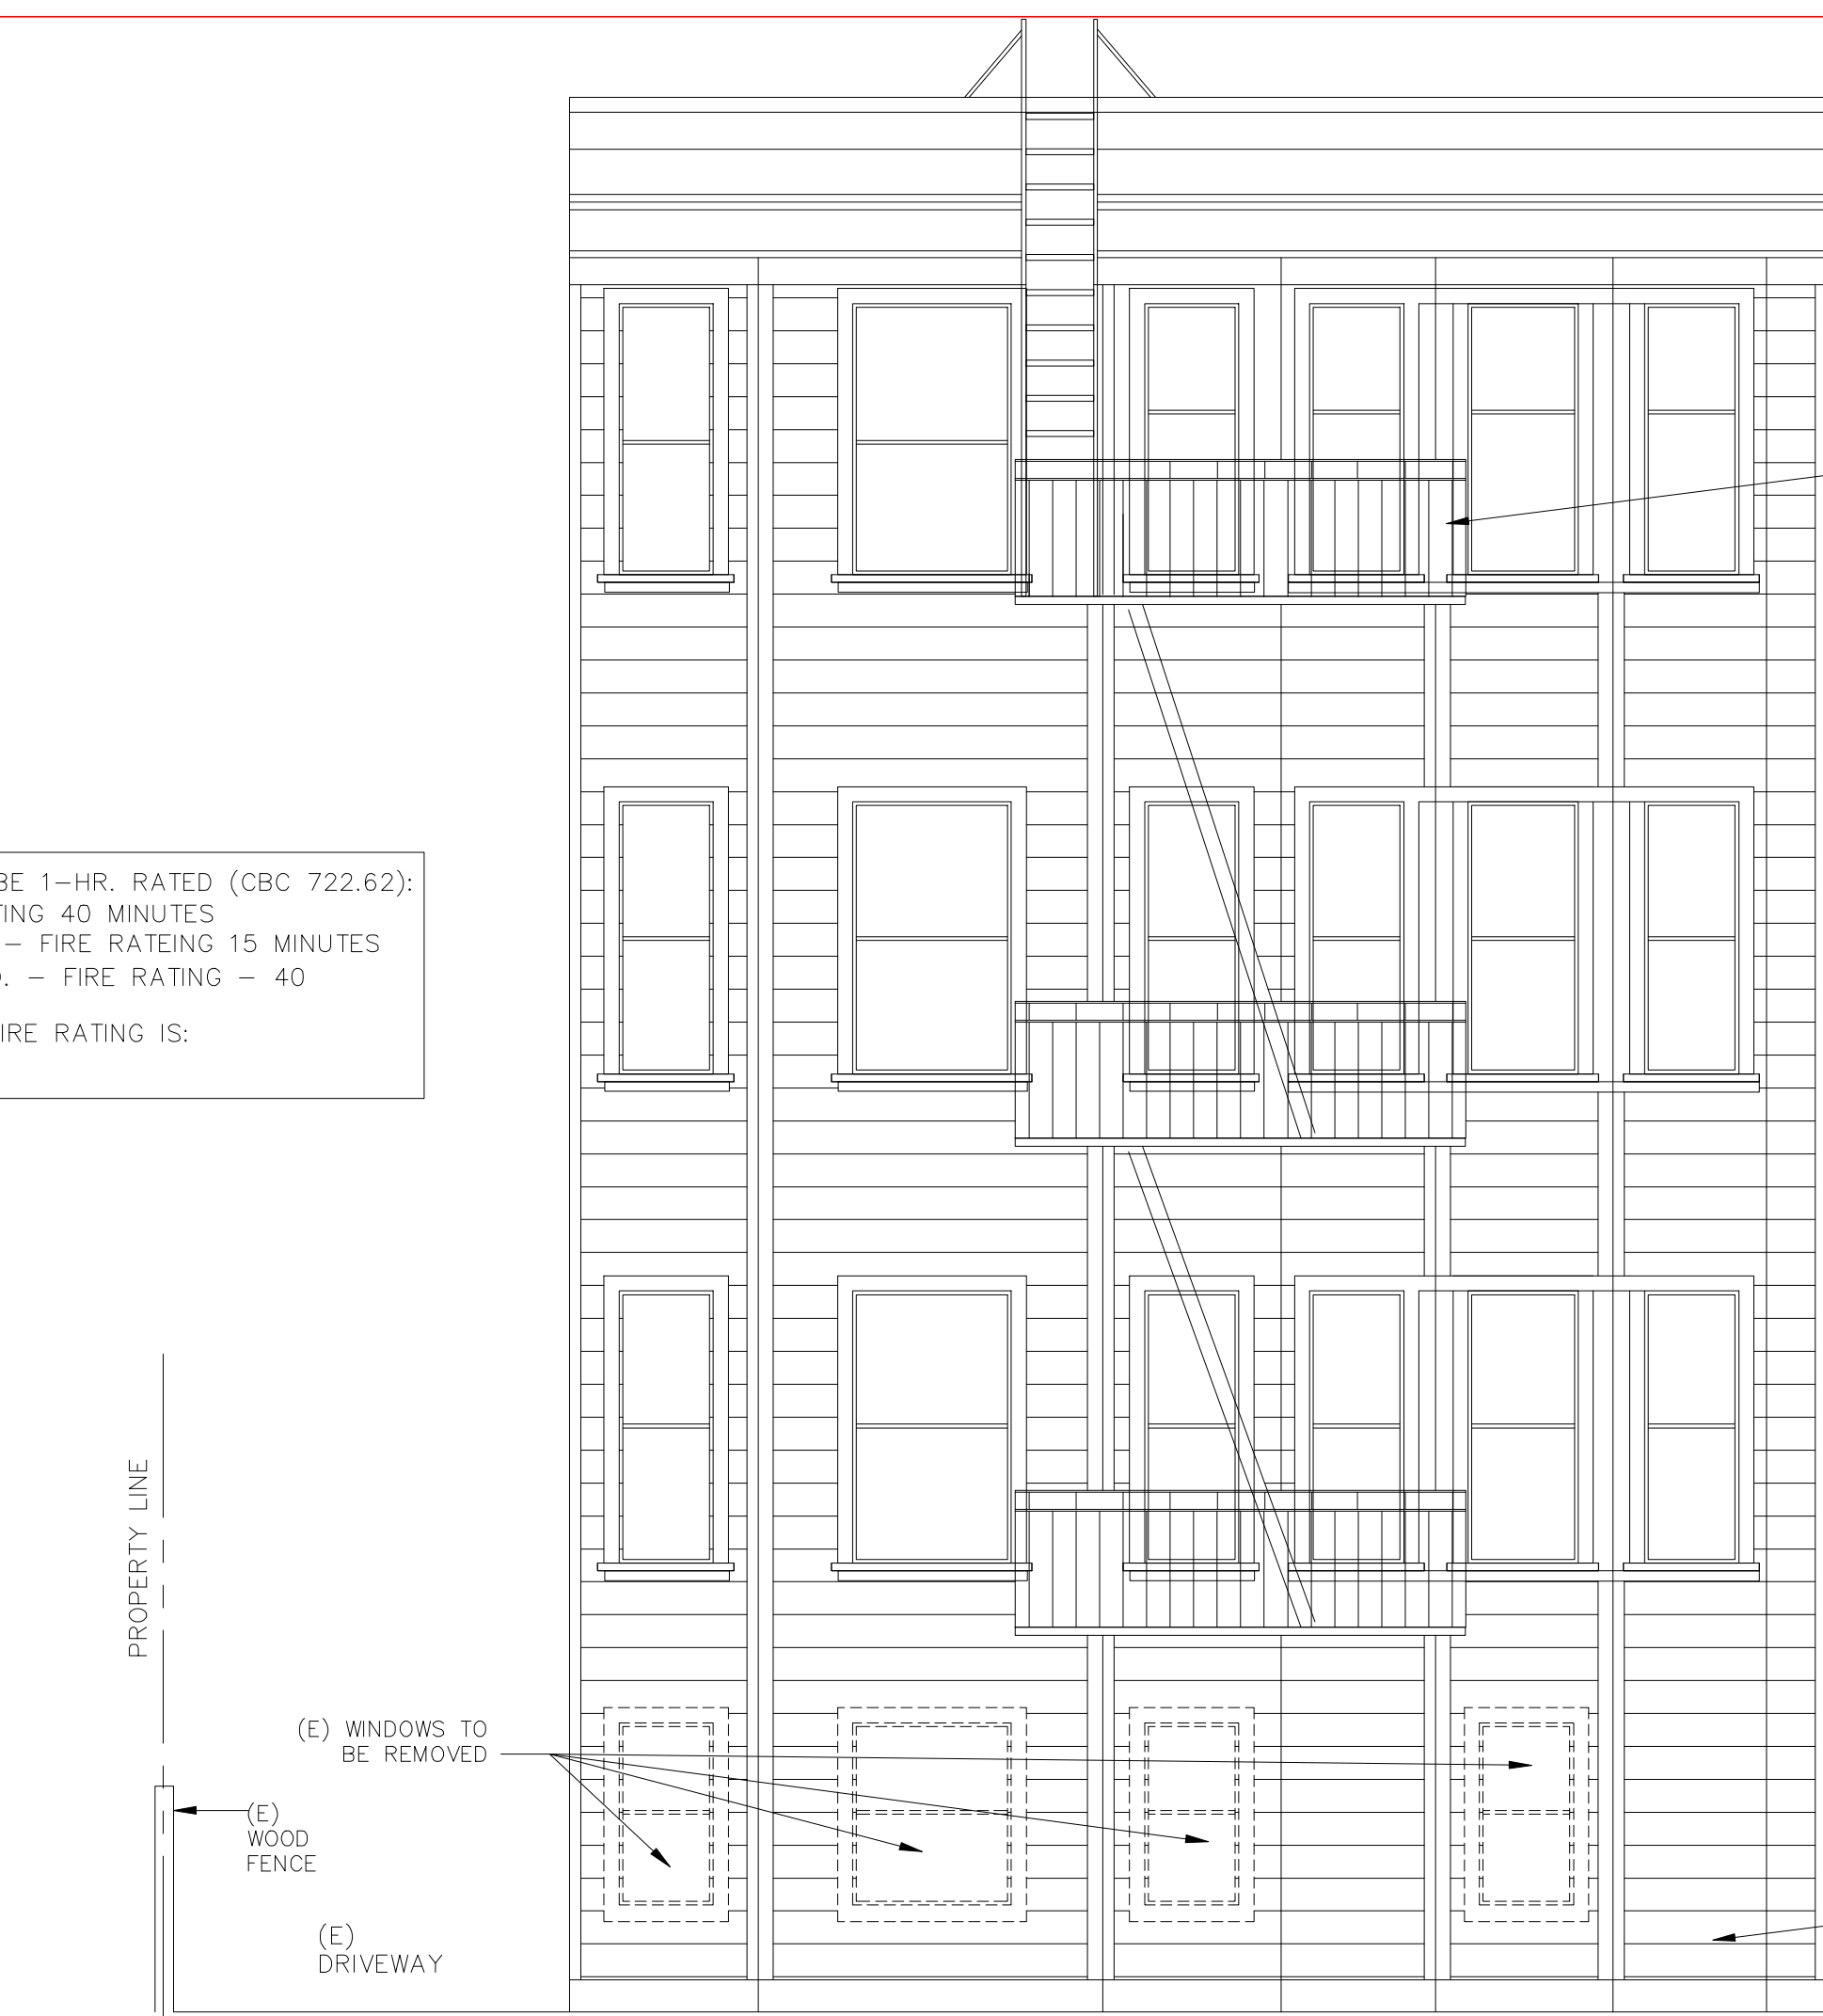 BE 1-HR. RATED (CBC 722.62):
TING 40 MINUTES
- FIRE RATEING 15 MINUTES
. - FIRE RATING - 40
IRE RATING IS:
PROPERTY LINE
(E) WINDOWS TO
BE REMOVED
(E)
WOOD
FENCE
(E)
DRIVEWAY